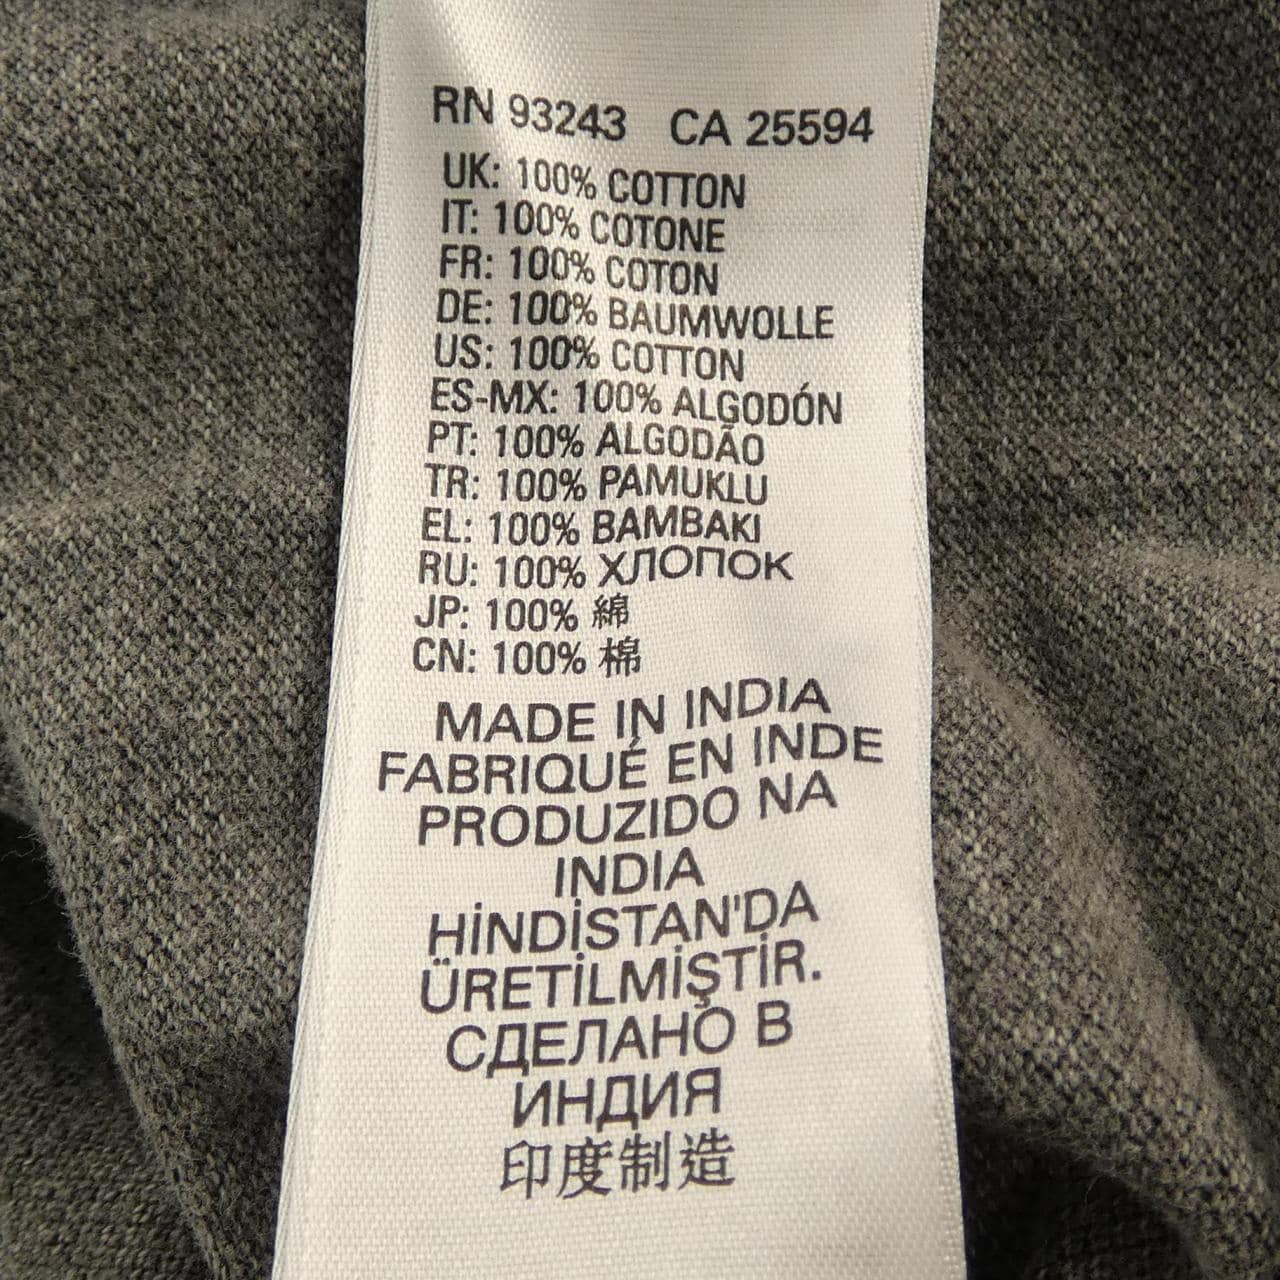 RN 93243 CA 25594
UK: 100% COTTON
IT: 100% COTONE
FR: 100% COTON
DE: 100% BAUMWOLLE
US: 100% COTTON
ES-MX: 100% ALGODÓN
PT: 100% ALGODÃO
TR: 100% PAMUKLU
EL: 100% BAMBAKI
RU: 100% ХЛОПОК
JP: 100% 綿
CN: 100% 棉
MADE IN INDIA
FABRIQUÉ EN INDE
PRODUZIDO NA
INDIA
HİNDİSTAN'DA
ÜRETİLMİŞTİR.
СДЕЛАНО В
ИНДИЯ
印度制造